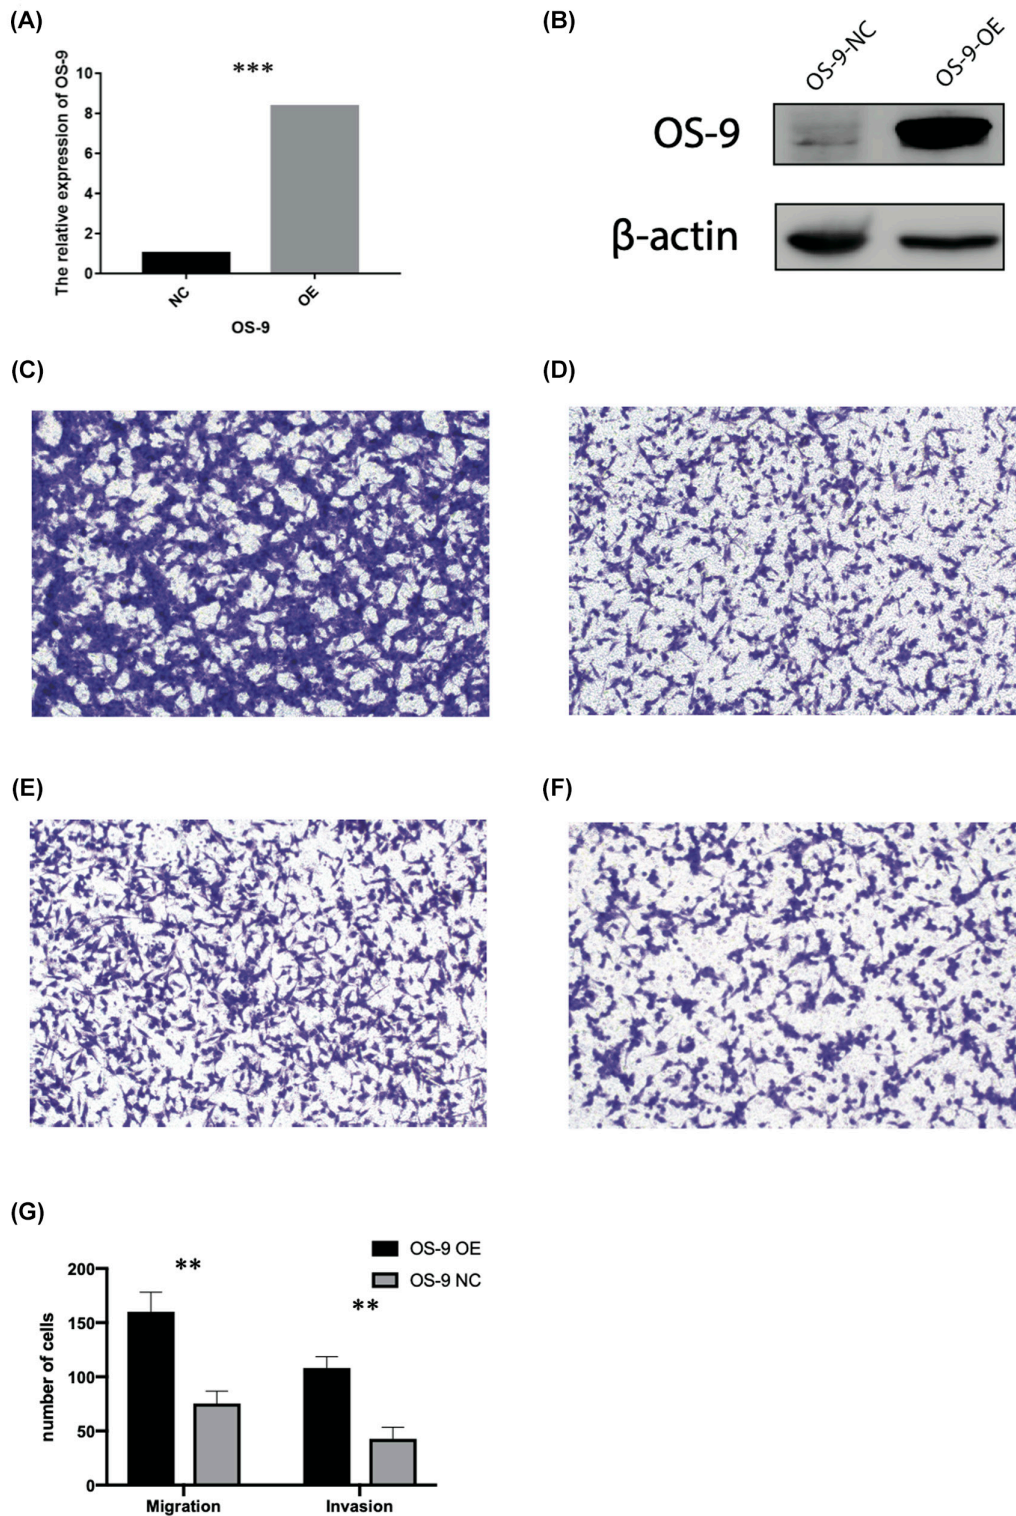 (A)
The relative expression of OS-9
***
10
8
6
4
2
0
NC
OE
OS-9
(B)
OS-9-NC
OS-9-OE
OS-9
β-actin
(C)
(D)
(E)
(F)
(G)
OS-9 OE
OS-9 NC
number of cells
200
150
100
50
0
**
**
Migration
Invasion